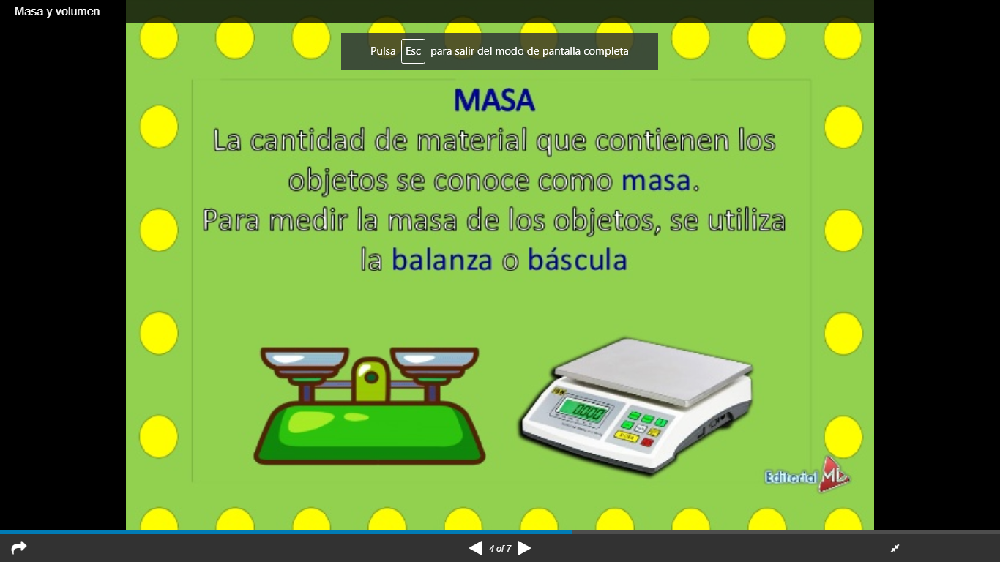 Masa y volumen
Pulsa Esc para salir del modo de pantalla completa
MASA
La cantidad de material que contienen los
objetos se conoce como masa.
Para medir la masa de los objetos, se utiliza
la balanza o báscula
0.000
Editorial MD
4 of 7